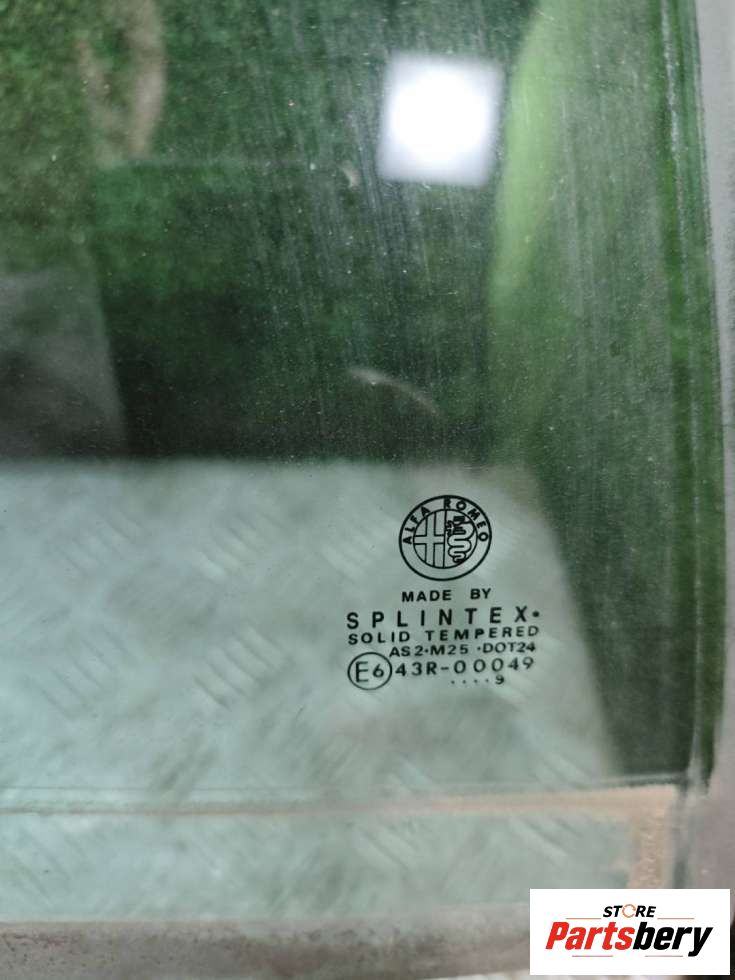 ALFA ROMEO
MADE BY
SPLINTEX•
SOLID TEMPERED
AS2•M25 •DOT24
E6 43R-00049
....9
STORE
Partsbery